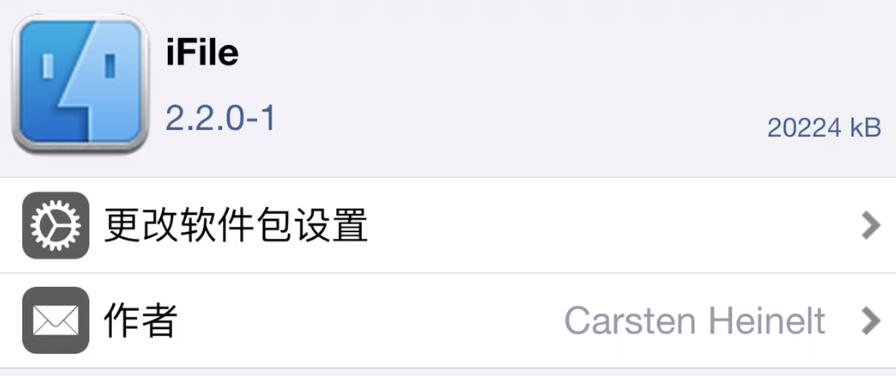 iFile
2.2.0-1
20224 kB
更改软件包设置
作者 Carsten Heinelt